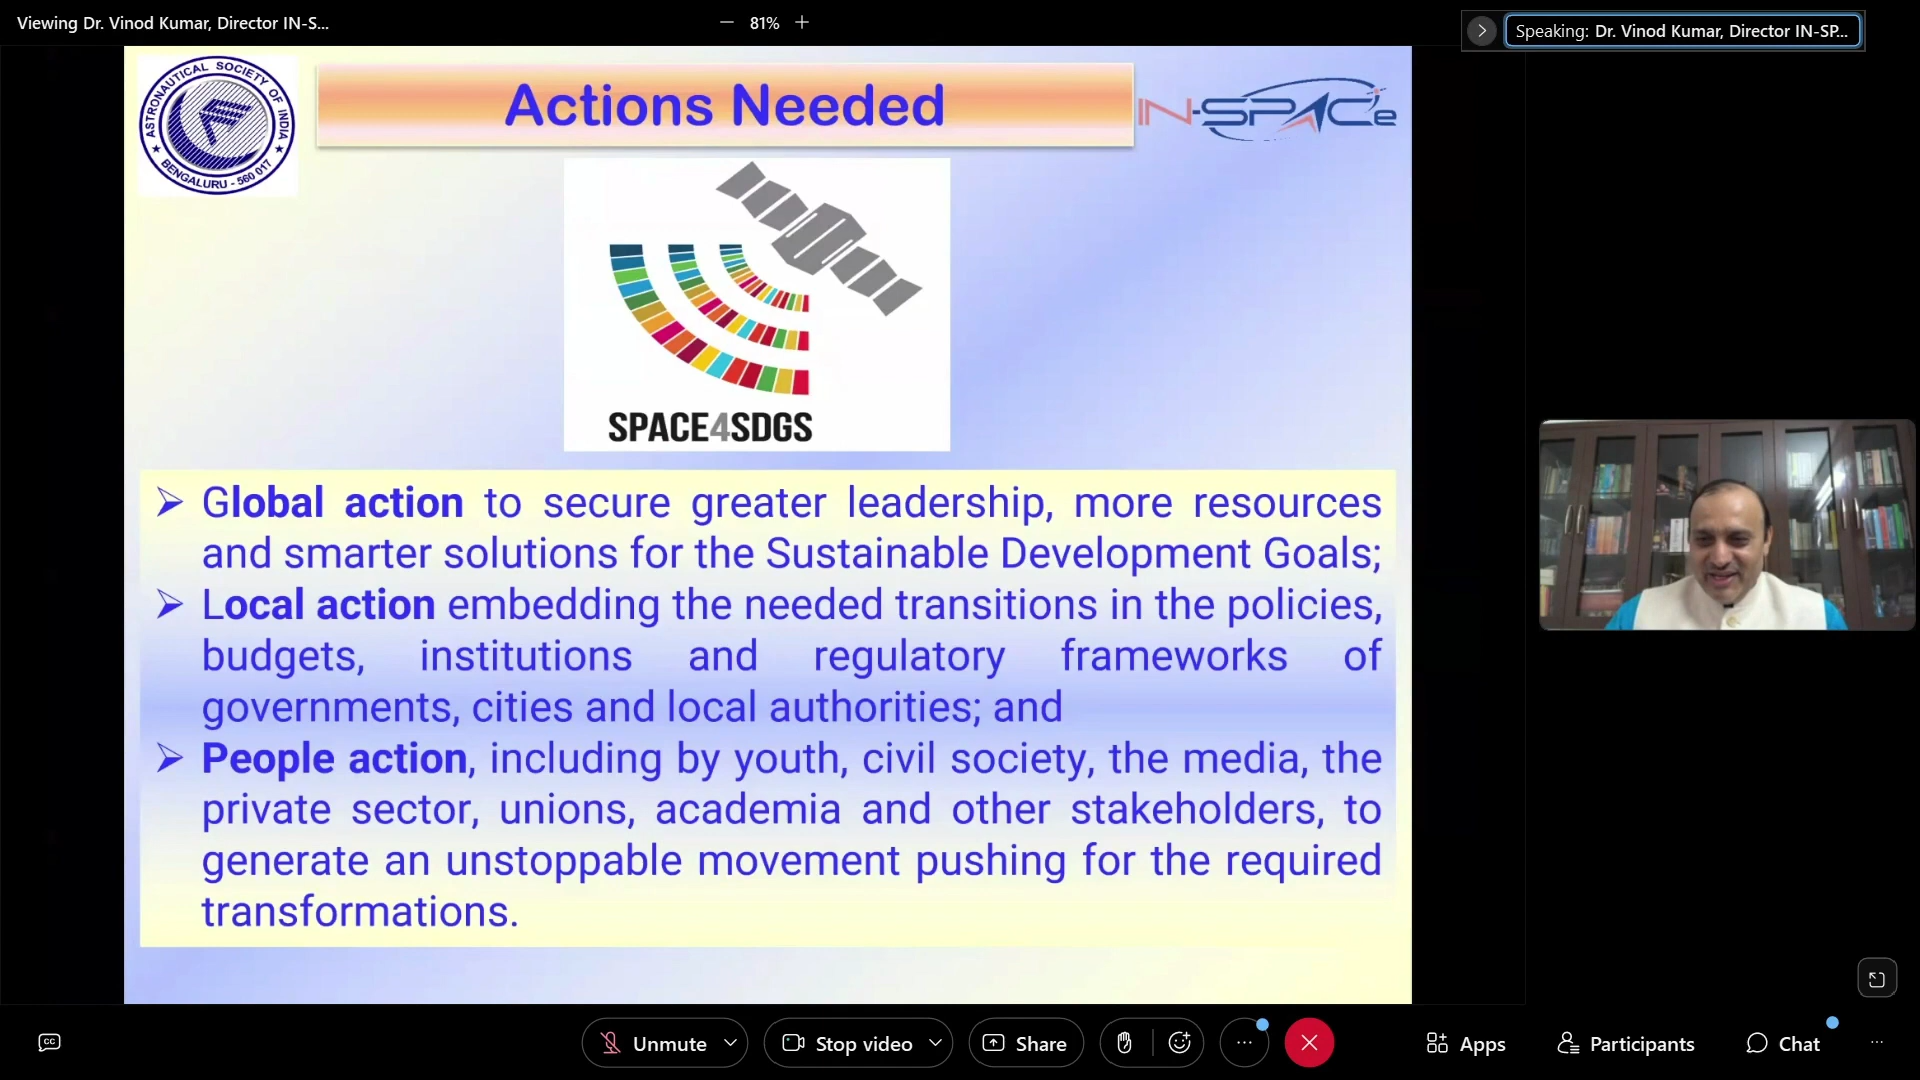 Viewing Dr. Vinod Kumar, Director IN-S...
81%
Speaking: Dr. Vinod Kumar, Director IN-SP...
ASTRONAUTICAL SOCIETY OF INDIA
BENGALURU - 560 017
Actions Needed
IN-SPACe
SPACE4SDGS
Global action to secure greater leadership, more resources
and smarter solutions for the Sustainable Development Goals;
Local action embedding the needed transitions in the policies,
budgets, institutions and regulatory frameworks of
governments, cities and local authorities; and
People action, including by youth, civil society, the media, the
private sector, unions, academia and other stakeholders, to
generate an unstoppable movement pushing for the required
transformations.
CC
Unmute
Stop video
Share
Apps
Participants
Chat